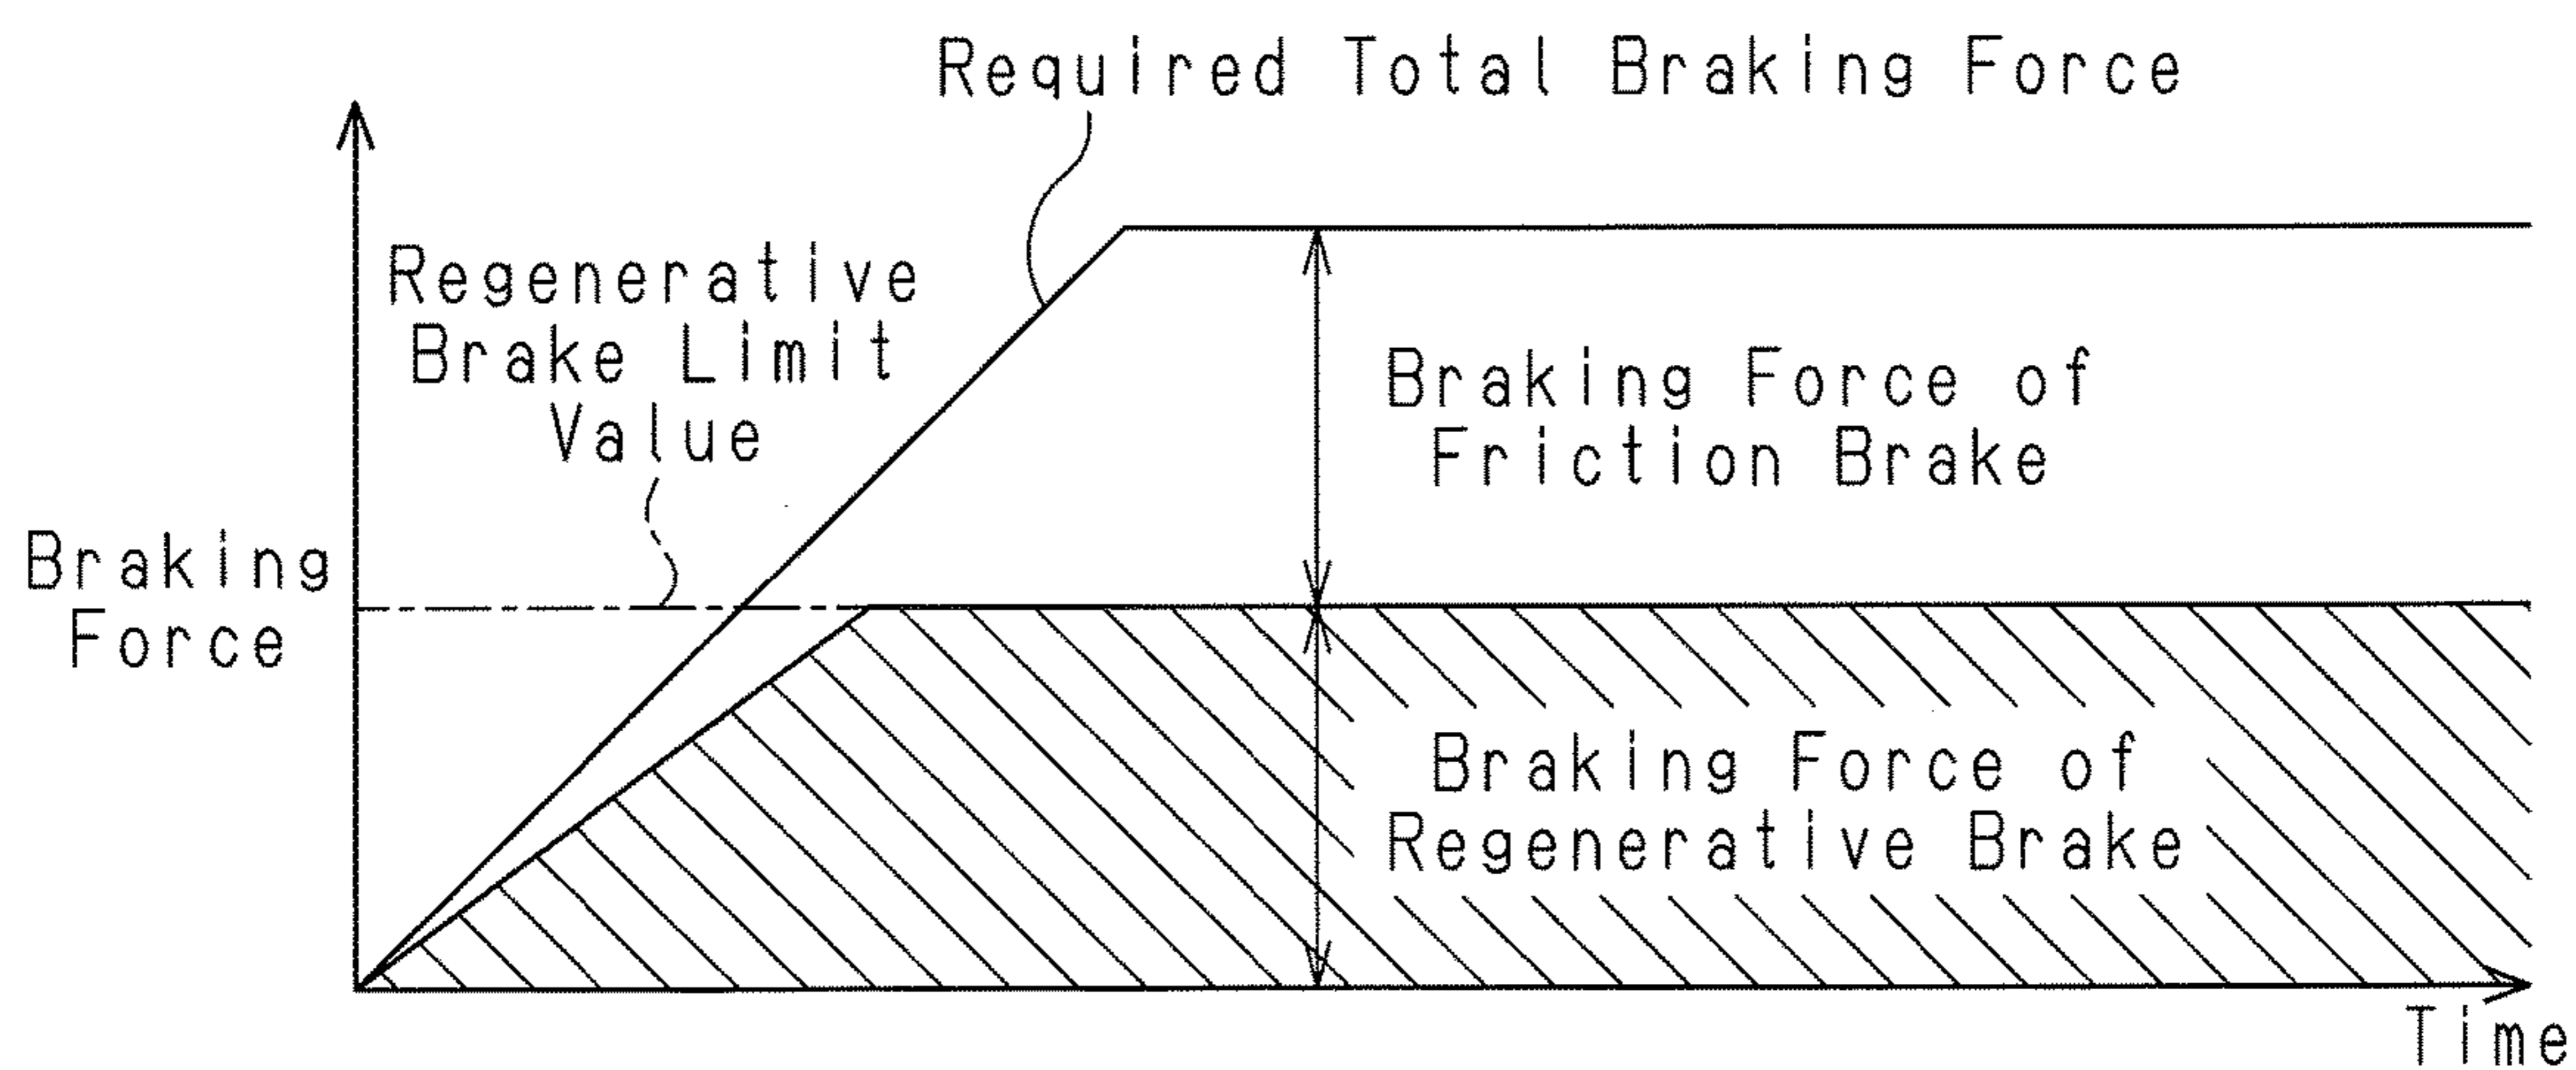 Required Total Braking Force
Regenerative
Brake Limit
Value
Braking Force of
Friction Brake
Braking
Force
Braking Force of
Regenerative Brake
Time